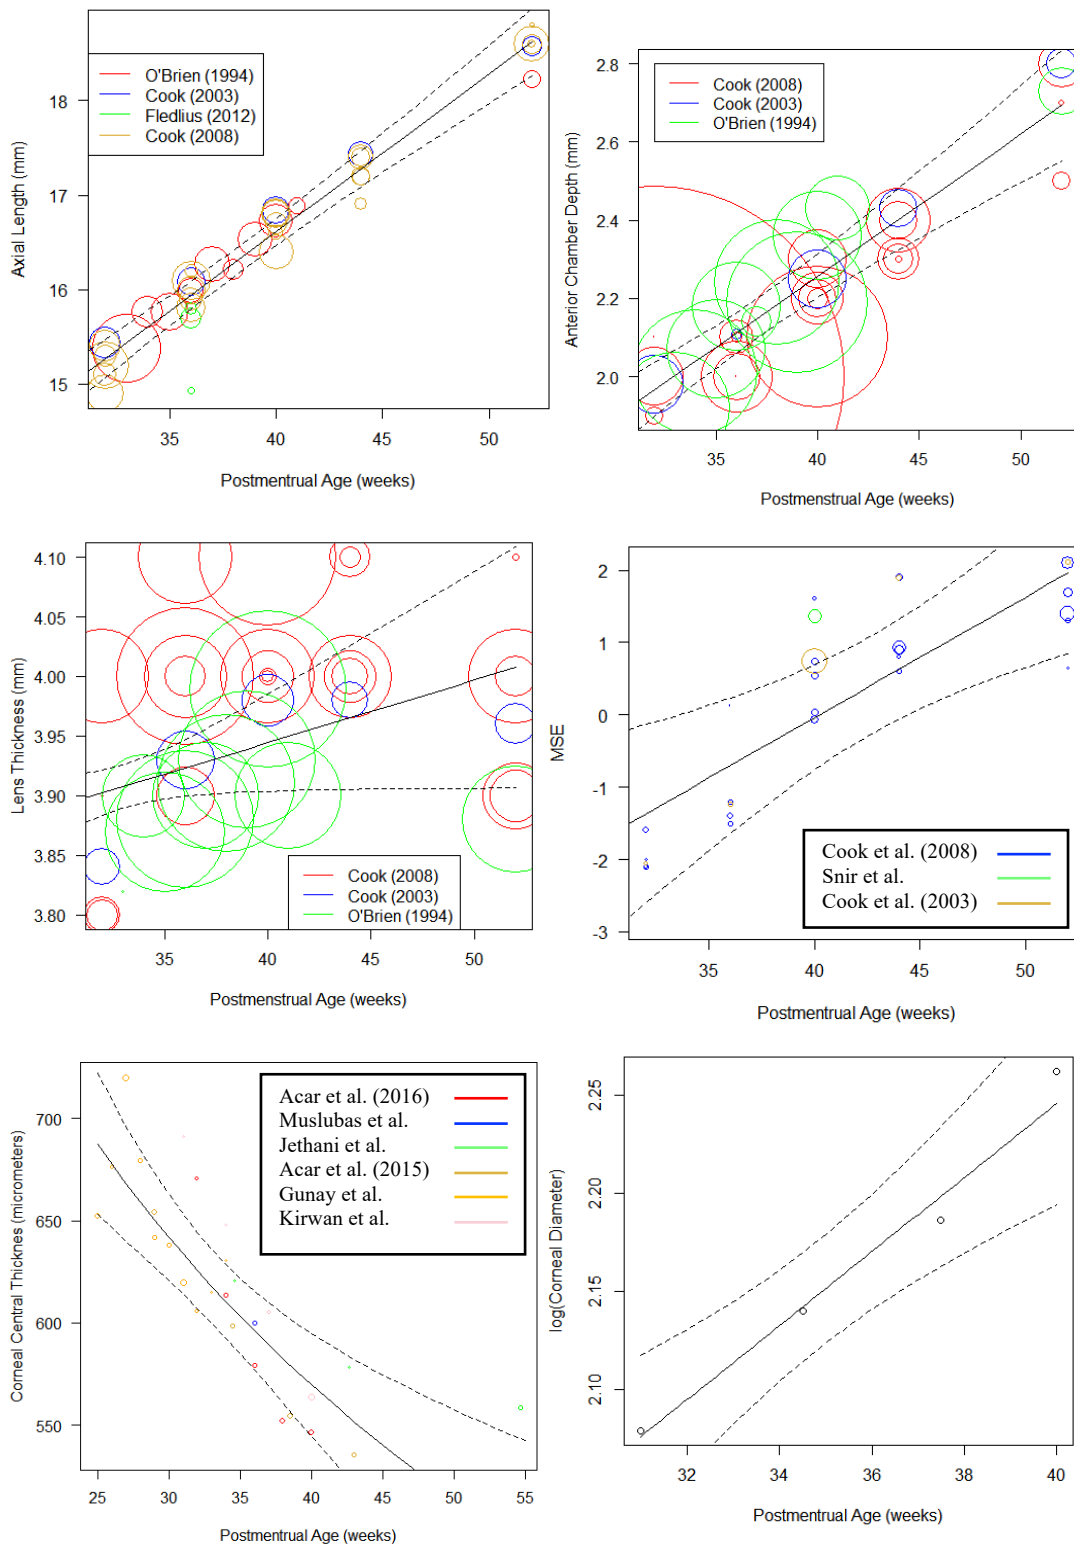 18
17
16
15
Axial Length (mm)
O'Brien (1994)
Cook (2003)
Fledlius (2012)
Cook (2008)
35 40 45 50
Postmentrual Age (weeks)
2.8
2.6
2.4
2.2
2.0
Anterior Chamber Depth (mm)
Cook (2008)
Cook (2003)
O'Brien (1994)
35 40 45 50
Postmenstrual Age (weeks)
4.10
4.05
4.00
3.95
3.90
3.85
3.80
Lens Thickness (mm)
Cook (2008)
Cook (2003)
O'Brien (1994)
35 40 45 50
Postmenstrual Age (weeks)
2
1
0
-1
-2
-3
MSE
Cook et al. (2008)
Snir et al.
Cook et al. (2003)
35 40 45 50
Postmenstrual Age (weeks)
700
650
600
550
Corneal Central Thicknes (micrometers)
Acar et al. (2016)
Muslubas et al.
Jethani et al.
Acar et al. (2015)
Gunay et al.
Kirwan et al.
25 30 35 40 45 50 55
Postmentrual Age (weeks)
2.25
2.20
2.15
2.10
log(Corneal Diameter)
32 34 36 38 40
Postmentrual Age (weeks)